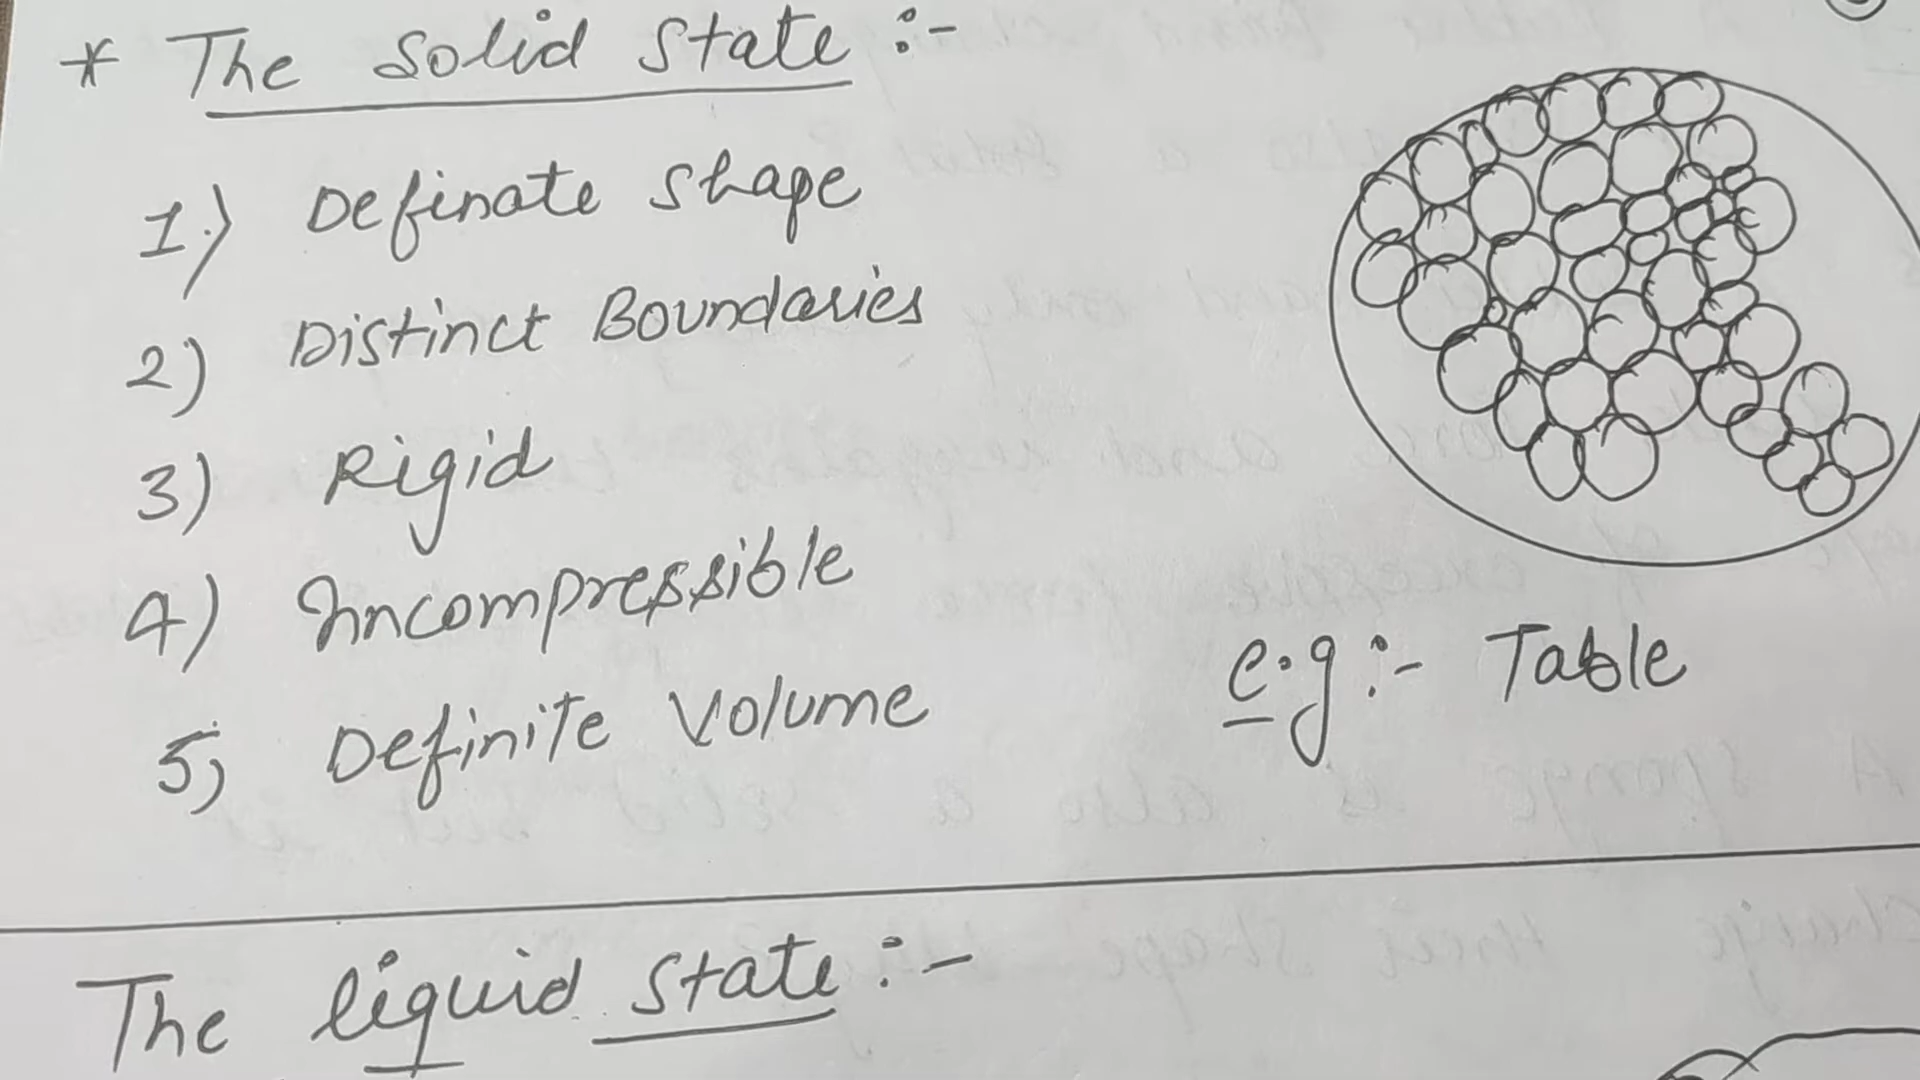 * The solid state :-
1.) Definate shape
2) Distinct Boundaries
3) Rigid
4) Incompressible
5) Definite Volume
e.g :- Table
The liquid state :-